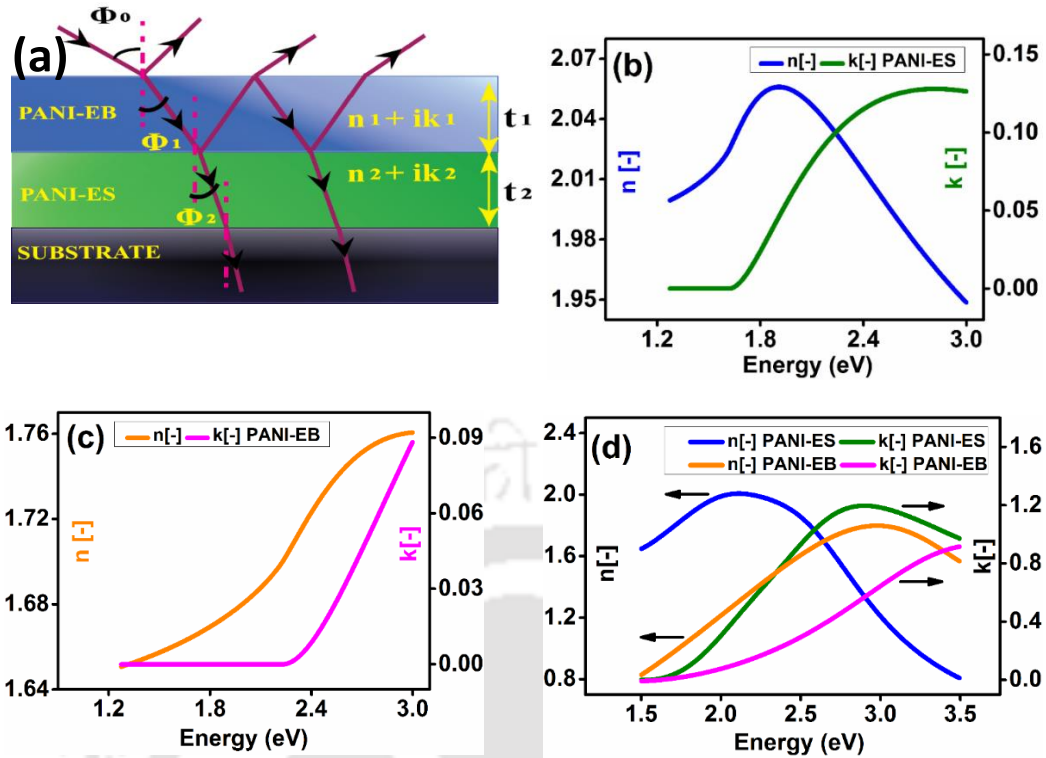 (a)
Φ₀
PANI-EB
n₁ + ik₁
t₁
Φ₁
PANI-ES
n₂ + ik₂
t₂
Φ₂
SUBSTRATE
(b)
n[-] k[-] PANI-ES
2.07
2.04
2.01
1.98
1.95
n [-]
0.15
0.10
0.05
0.00
k [-]
1.2 1.8 2.4 3.0
Energy (eV)
(c)
n[-] k[-] PANI-EB
1.76
1.72
1.68
1.64
n [-]
0.09
0.06
0.03
0.00
k[-]
1.2 1.8 2.4 3.0
Energy (eV)
(d)
n[-] PANI-ES k[-] PANI-ES
n[-] PANI-EB k[-] PANI-EB
2.4
2.0
1.6
1.2
0.8
n[-]
1.6
1.2
0.8
0.4
0.0
k[-]
1.5 2.0 2.5 3.0 3.5
Energy (eV)